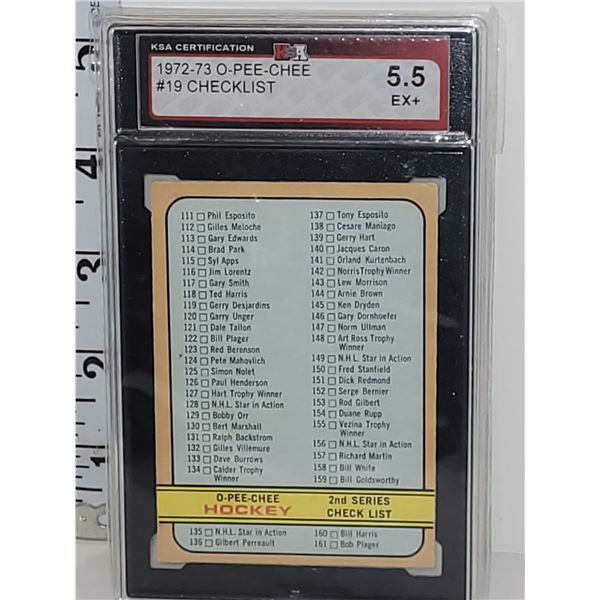 KSA CERTIFICATION KSA
1972-73 O-PEE-CHEE
#19 CHECKLIST
5.5
EX+
111 Phil Esposito
112 Gilles Meloche
113 Gary Edwards
114 Brad Park
115 Syl Apps
116 Jim Lorentz
117 Gary Smith
118 Ted Harris
119 Gerry Desjardins
120 Garry Unger
121 Dale Tallon
122 Bill Plager
123 Red Berenson
124 Pete Mahovlich
125 Simon Nolet
126 Paul Henderson
127 Hart Trophy Winner
128 N.H.L. Star in Action
129 Bobby Orr
130 Bert Marshall
131 Ralph Backstrom
132 Gilles Villemure
133 Dave Burrows
134 Calder Trophy
Winner
137 Tony Esposito
138 Cesare Maniago
139 Gerry Hart
140 Jacques Caron
141 Orland Kurtenbach
142 Norris Trophy Winner
143 Lew Morrison
144 Arnie Brown
145 Ken Dryden
146 Gary Dornhoefer
147 Norm Ullman
148 Art Ross Trophy
Winner
149 N.H.L. Star in Action
150 Fred Stanfield
151 Dick Redmond
152 Serge Bernier
153 Rod Gilbert
154 Duane Rupp
155 Vezina Trophy
Winner
156 N.H.L. Star in Action
157 Richard Martin
158 Bill White
159 Bill Goldsworthy
O-PEE-CHEE
HOCKEY
2nd SERIES
CHECK LIST
135 N.H.L. Star in Action
136 Gilbert Perreault
160 Bill Harris
161 Bob Plager
4
3
2
1